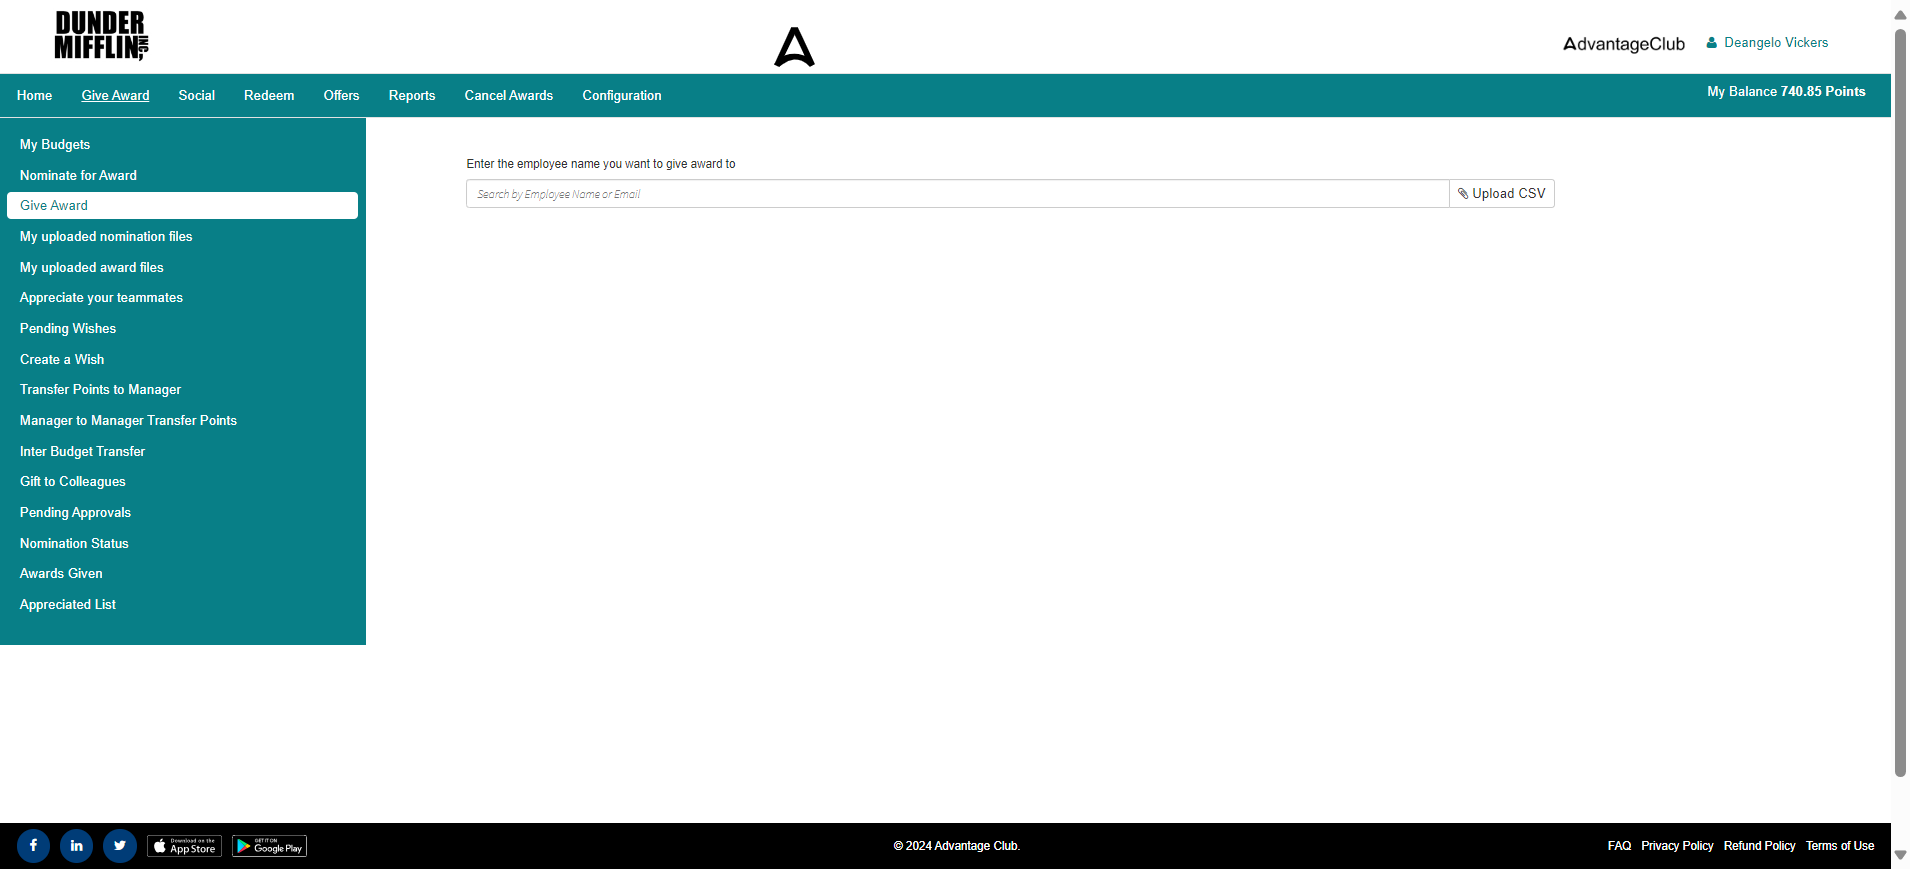 DUNDER
MIFFLIN INC,
AdvantageClub
Deangelo Vickers
Home
Give Award
Social
Redeem
Offers
Reports
Cancel Awards
Configuration
My Balance 740.85 Points
My Budgets
Nominate for Award
Give Award
My uploaded nomination files
My uploaded award files
Appreciate your teammates
Pending Wishes
Create a Wish
Transfer Points to Manager
Manager to Manager Transfer Points
Inter Budget Transfer
Gift to Colleagues
Pending Approvals
Nomination Status
Awards Given
Appreciated List
Enter the employee name you want to give award to
Search by Employee Name or Email
Upload CSV
Download on the
App Store
GET IT ON
Google Play
© 2024 Advantage Club.
FAQ
Privacy Policy
Refund Policy
Terms of Use